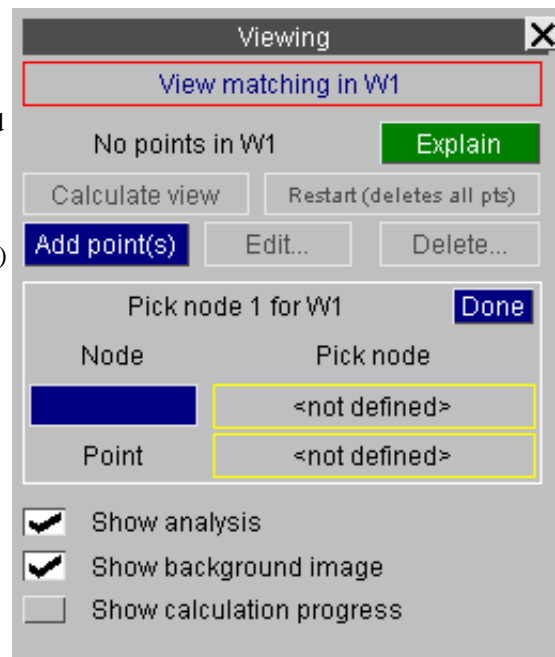 Viewing X
View matching in W1
No points in W1 Explain
Calculate view Restart (deletes all pts)
Add point(s) Edit... Delete...
)
Pick node 1 for W1 Done
Node Pick node
<not defined>
Point <not defined>
Show analysis
Show background image
Show calculation progress